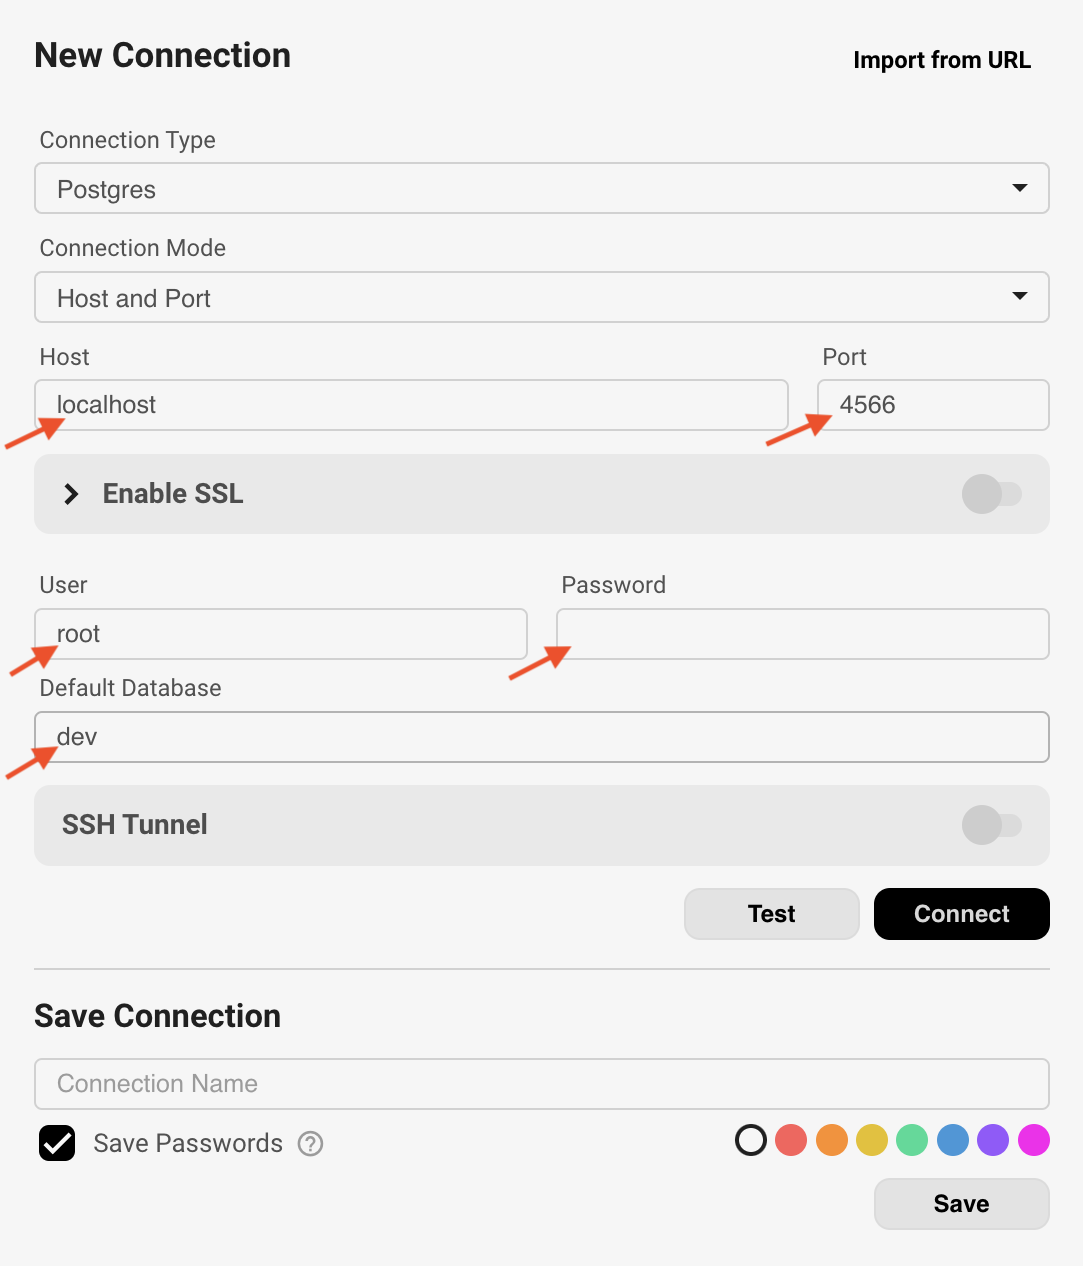 New Connection
Import from URL
Connection Type
Postgres
Connection Mode
Host and Port
Host
Port
localhost
4566
Enable SSL
User
Password
root
Default Database
dev
SSH Tunnel
Test
Connect
Save Connection
Connection Name
Save Passwords ?
Save